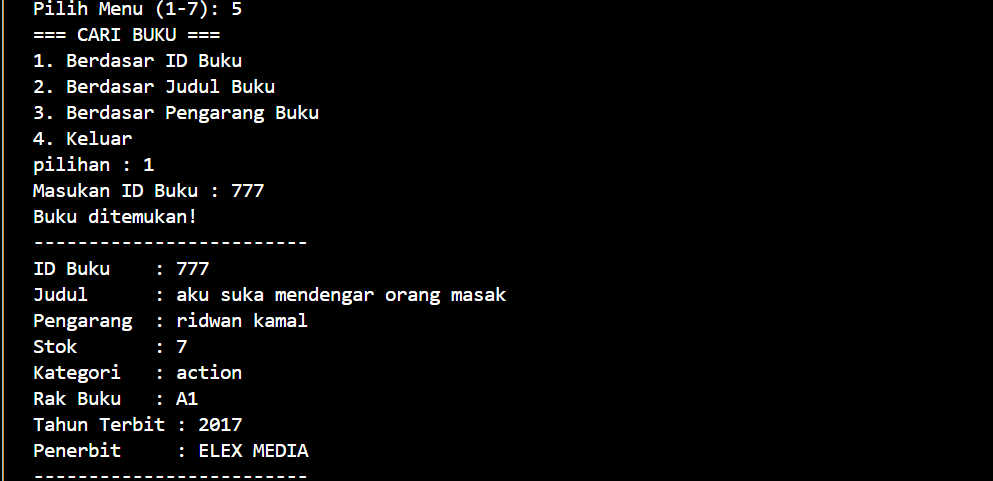 Pilih Menu (1-7): 5
=== CARI BUKU ===
1. Berdasar ID Buku
2. Berdasar Judul Buku
3. Berdasar Pengarang Buku
4. Keluar
pilihan : 1
Masukan ID Buku : 777
Buku ditemukan!
-------------------------
ID Buku    : 777
Judul      : aku suka mendengar orang masak
Pengarang  : ridwan kamal
Stok       : 7
Kategori   : action
Rak Buku   : A1
Tahun Terbit : 2017
Penerbit     : ELEX MEDIA
-------------------------